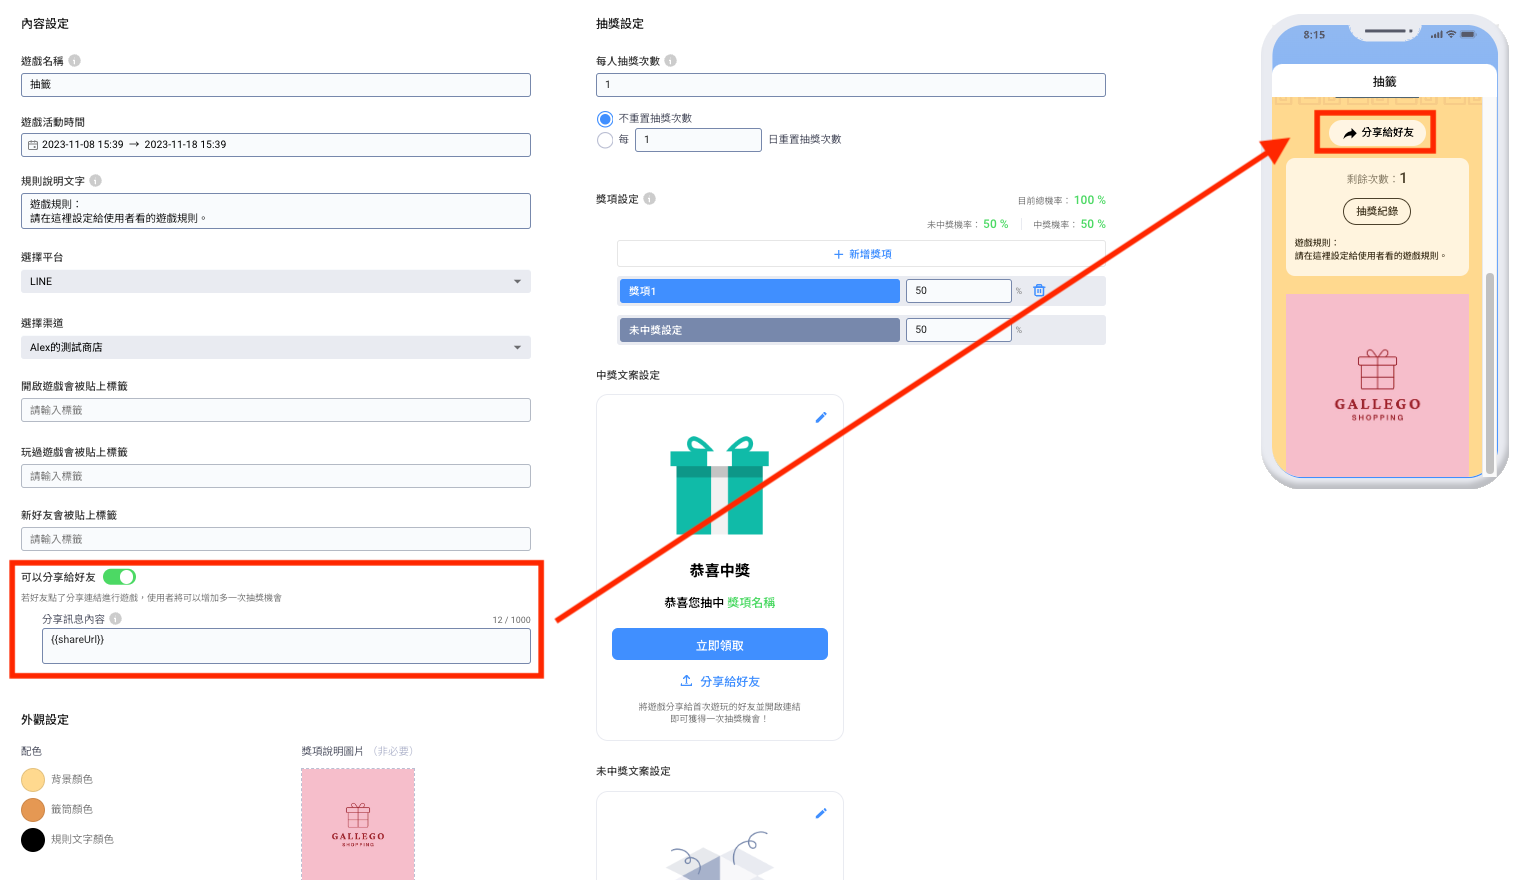 內容設定
遊戲名稱
抽籤
遊戲活動時間
2023-11-08 15:39 → 2023-11-18 15:39
規則說明文字
遊戲規則：
請在這裡設定給使用者看的遊戲規則。
選擇平台
LINE
選擇渠道
Alex的測試商店
開啟遊戲會被貼上標籤
請輸入標籤
玩過遊戲會被貼上標籤
請輸入標籤
新好友會被貼上標籤
請輸入標籤
可以分享給好友
若好友點了分享連結進行遊戲，使用者將可以增加多一次抽獎機會
分享訊息內容
12 / 1000
{{shareUrl}}
外觀設定
配色
背景顏色
籤筒顏色
規則文字顏色
獎項說明圖片 （非必要）
GALLEGO
SHOPPING
抽獎設定
每人抽獎次數
1
不重置抽獎次數
每 1 日重置抽獎次數
獎項設定
目前總機率： 100 %
未中獎機率： 50 % 中獎機率： 50 %
+ 新增獎項
獎項1 50 %
未中獎設定 50 %
中獎文案設定
恭喜中獎
恭喜您抽中 獎項名稱
立即領取
分享給好友
將遊戲分享給首次遊玩的好友並開啟連結
即可獲得一次抽獎機會！
未中獎文案設定
8:15
抽籤
分享給好友
剩餘次數：1
抽獎紀錄
遊戲規則：
請在這裡設定給使用者看的遊戲規則。
GALLEGO
SHOPPING